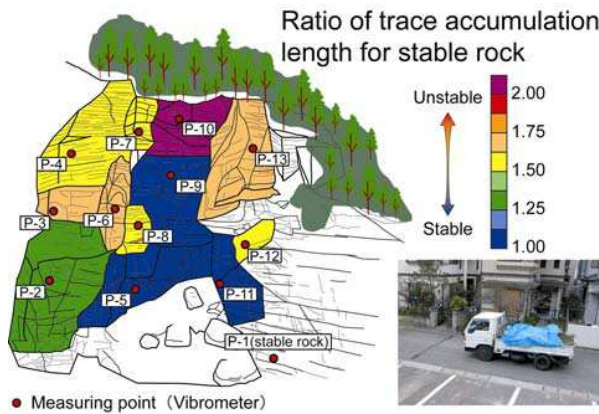 Ratio of trace accumulation
length for stable rock
Unstable
Stable
2.00
1.75
1.50
1.25
1.00
P-10
P-7
P-4
P-13
P-9
P-3
P-6
P-8
P-12
P-2
P-5
P-11
P-1(stable rock)
Measuring point（Vibrometer）